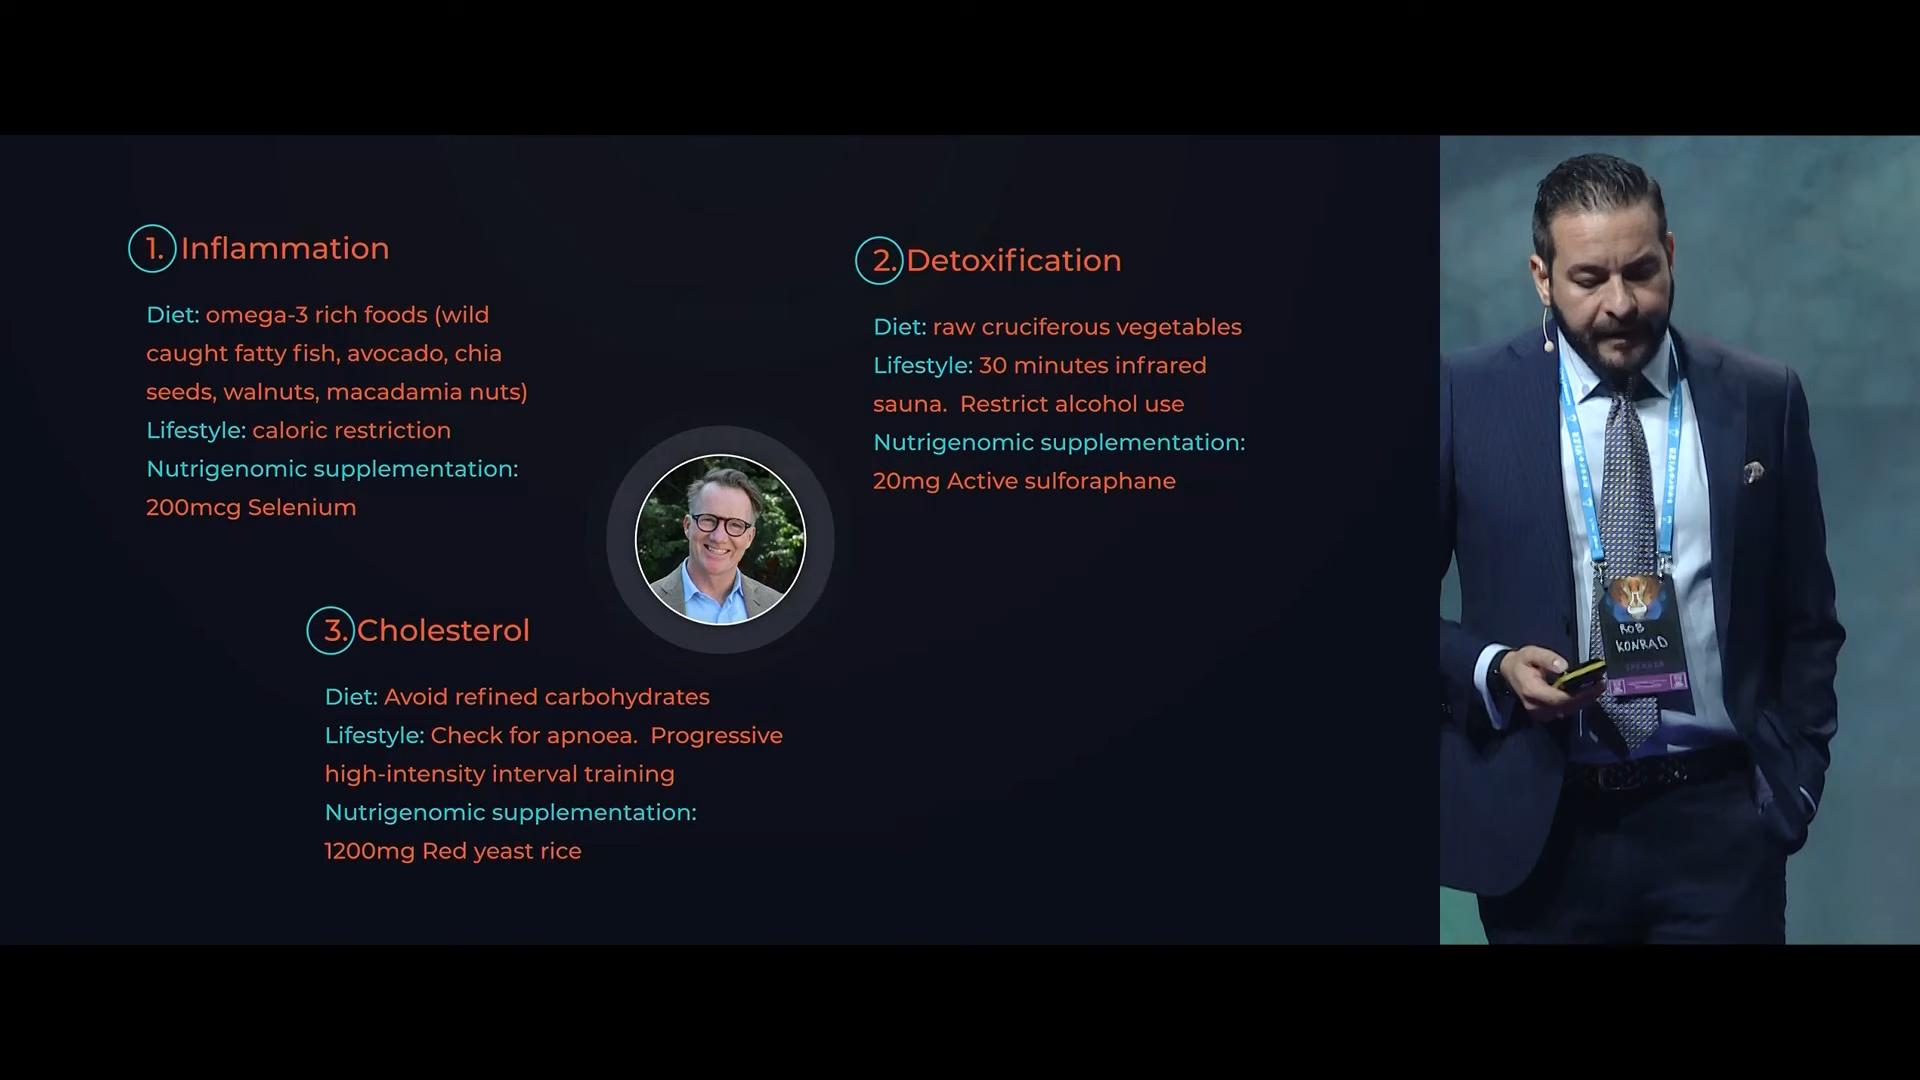 1. Inflammation
Diet: omega-3 rich foods (wild
caught fatty fish, avocado, chia
seeds, walnuts, macadamia nuts)
Lifestyle: caloric restriction
Nutrigenomic supplementation:
200mcg Selenium
2. Detoxification
Diet: raw cruciferous vegetables
Lifestyle: 30 minutes infrared
sauna.  Restrict alcohol use
Nutrigenomic supplementation:
20mg Active sulforaphane
3. Cholesterol
Diet: Avoid refined carbohydrates
Lifestyle: Check for apnoea.  Progressive
high-intensity interval training
Nutrigenomic supplementation:
1200mg Red yeast rice
ROB
KONRAD
SPEAKER